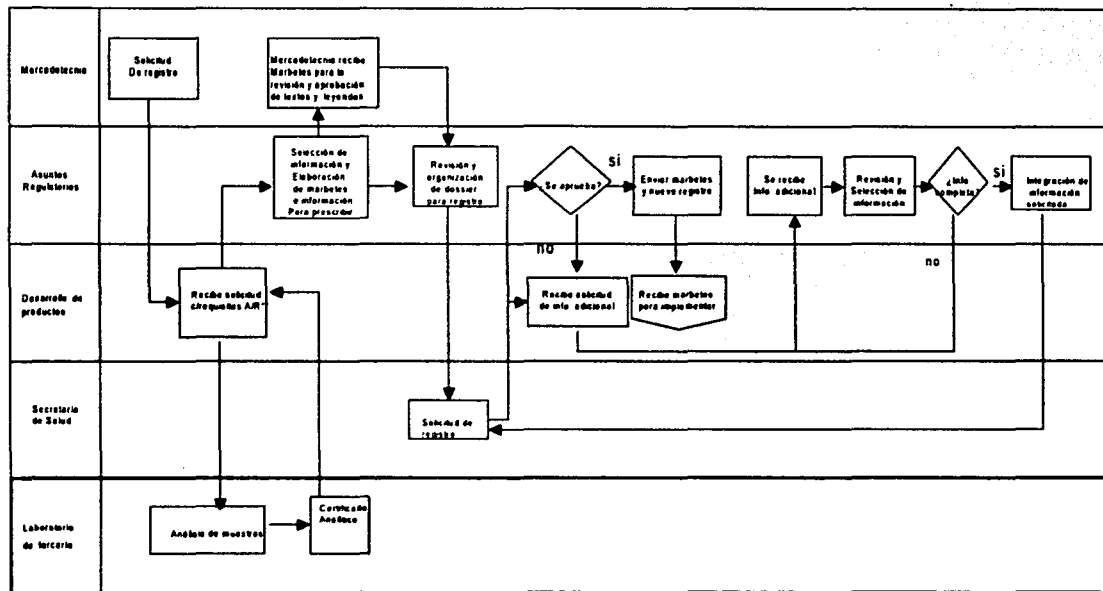 Mercadotecnia
Solicitud
De registro
Mercadotecnia recibe
Marbetes para la
revisión y aprobación
de textos y leyendas
Asuntos
Regulatorios
Selección de
información y
Elaboración
de marbetes
e información
Para prescribir
Revisión y
organización
de dossier
para registro
Se aprueba?
si
no
Enviar marbetes
y nuevo registro
Se recibe
Info adicional
Revisión y
Selección de
información
¿Info
completa?
si
no
Integración de
información
solicitada
Desarrollo de
productos
Recibe solicitud
c/requisitos A/R
Recibe solicitud
de info adicional
Recibe marbetes
para implementar
Secretaria
de Salud
Solicitud de
registro
Laboratorio
de tercería
Análisis de muestras
Certificado
Analítico